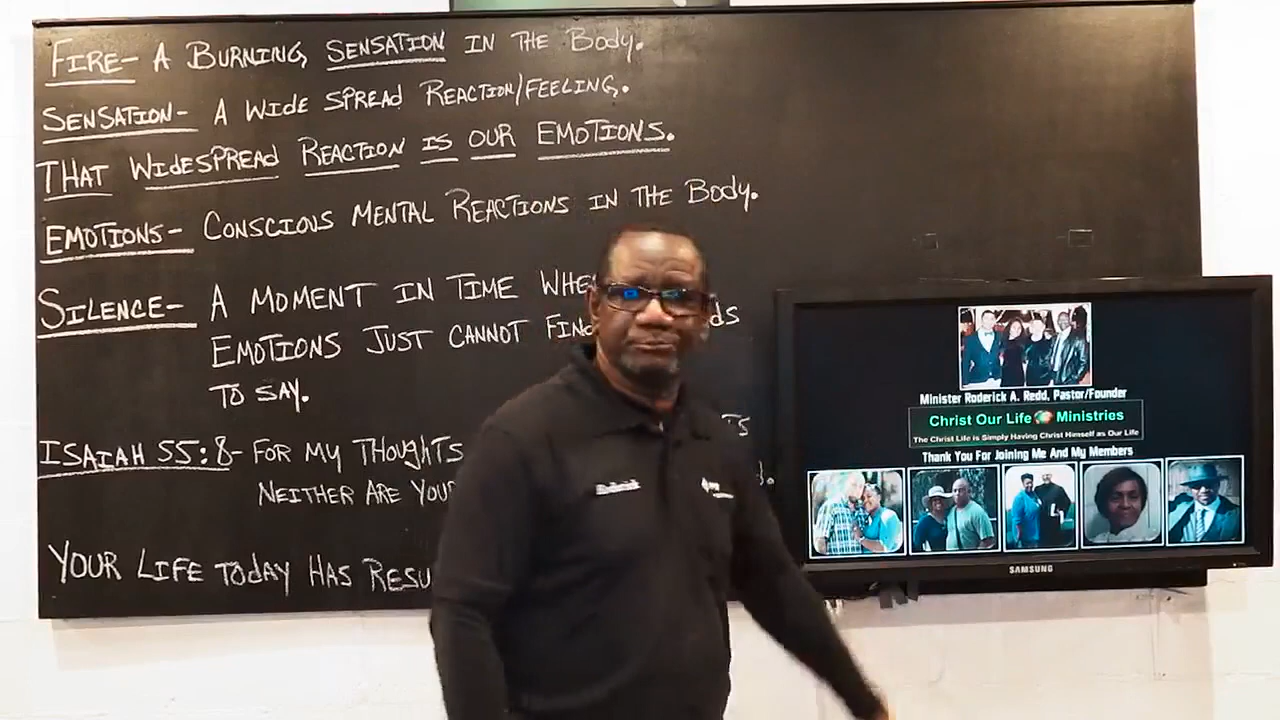 FIRE- A BURNING SENSATION IN THE BODY.
SENSATION- A WIDE SPREAD REACTION/FEELING.
THAT WIDESPREAD REACTION IS OUR EMOTIONS.
EMOTIONS- CONSCIOUS MENTAL REACTIONS IN THE BODY.
SILENCE- A MOMENT IN TIME WHE
EMOTIONS JUST CANNOT FIND DS
TO SAY.
ISAIAH 55:8- FOR MY THOUGHTS TS
NEITHER ARE YOUR D.
YOUR LIFE TODAY HAS RESU
Minister Roderick A. Redd, Pastor/Founder
Christ Our Life Ministries
The Christ Life is Simply Having Christ Himself as Our Life
Thank You For Joining Me And My Members
SAMSUNG
Roderick